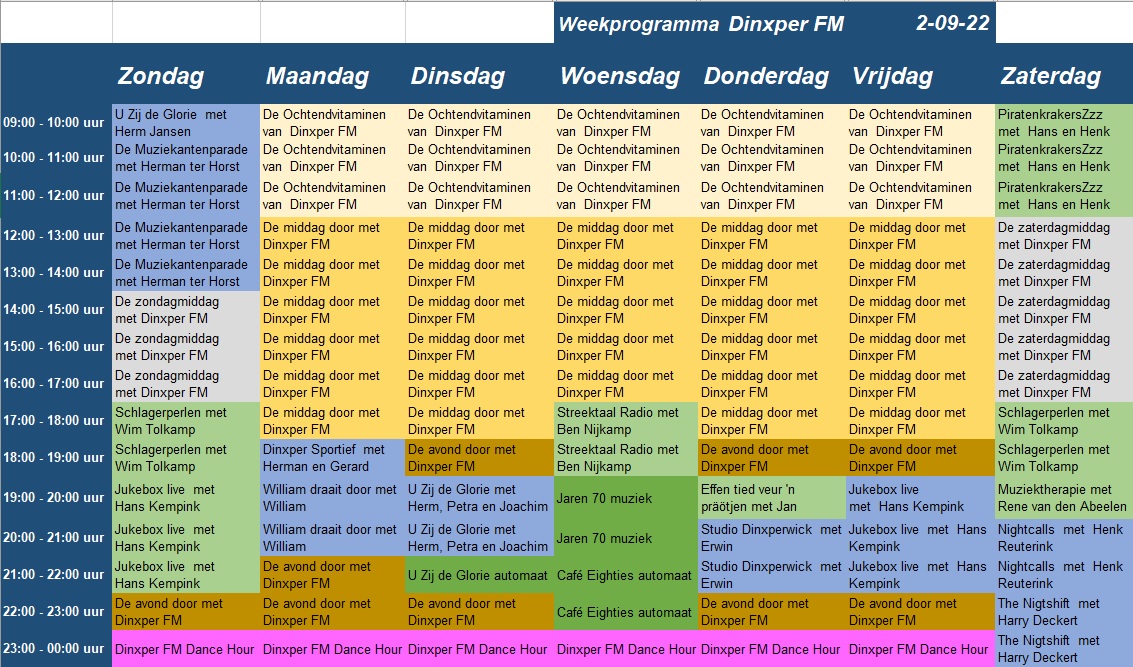 Weekprogramma Dinxper FM 2-09-22
Zondag Maandag Dinsdag Woensdag Donderdag Vrijdag Zaterdag
09:00 - 10:00 uur
U Zij de Glorie met
Herm Jansen
De Ochtendvitaminen
van Dinxper FM
De Ochtendvitaminen
van Dinxper FM
De Ochtendvitaminen
van Dinxper FM
De Ochtendvitaminen
van Dinxper FM
De Ochtendvitaminen
van Dinxper FM
PiratenkrakersZzz
met Hans en Henk
10:00 - 11:00 uur
De Muziekantenparade
met Herman ter Horst
De Ochtendvitaminen
van Dinxper FM
De Ochtendvitaminen
van Dinxper FM
De Ochtendvitaminen
van Dinxper FM
De Ochtendvitaminen
van Dinxper FM
De Ochtendvitaminen
van Dinxper FM
PiratenkrakersZzz
met Hans en Henk
11:00 - 12:00 uur
De Muziekantenparade
met Herman ter Horst
De Ochtendvitaminen
van Dinxper FM
De Ochtendvitaminen
van Dinxper FM
De Ochtendvitaminen
van Dinxper FM
De Ochtendvitaminen
van Dinxper FM
De Ochtendvitaminen
van Dinxper FM
PiratenkrakersZzz
met Hans en Henk
12:00 - 13:00 uur
De Muziekantenparade
met Herman ter Horst
De middag door met
Dinxper FM
De middag door met
Dinxper FM
De middag door met
Dinxper FM
De middag door met
Dinxper FM
De middag door met
Dinxper FM
De zaterdagmiddag
met Dinxper FM
13:00 - 14:00 uur
De Muziekantenparade
met Herman ter Horst
De middag door met
Dinxper FM
De middag door met
Dinxper FM
De middag door met
Dinxper FM
De middag door met
Dinxper FM
De middag door met
Dinxper FM
De zaterdagmiddag
met Dinxper FM
14:00 - 15:00 uur
De zondagmiddag
met Dinxper FM
De middag door met
Dinxper FM
De middag door met
Dinxper FM
De middag door met
Dinxper FM
De middag door met
Dinxper FM
De middag door met
Dinxper FM
De zaterdagmiddag
met Dinxper FM
15:00 - 16:00 uur
De zondagmiddag
met Dinxper FM
De middag door met
Dinxper FM
De middag door met
Dinxper FM
De middag door met
Dinxper FM
De middag door met
Dinxper FM
De middag door met
Dinxper FM
De zaterdagmiddag
met Dinxper FM
16:00 - 17:00 uur
De zondagmiddag
met Dinxper FM
De middag door met
Dinxper FM
De middag door met
Dinxper FM
De middag door met
Dinxper FM
De middag door met
Dinxper FM
De middag door met
Dinxper FM
De zaterdagmiddag
met Dinxper FM
17:00 - 18:00 uur
Schlagerperlen met
Wim Tolkamp
De middag door met
Dinxper FM
De middag door met
Dinxper FM
Streektaal Radio met
Ben Nijkamp
De middag door met
Dinxper FM
De middag door met
Dinxper FM
Schlagerperlen met
Wim Tolkamp
18:00 - 19:00 uur
Schlagerperlen met
Wim Tolkamp
Dinxper Sportief met
Herman en Gerard
De avond door met
Dinxper FM
Streektaal Radio met
Ben Nijkamp
De avond door met
Dinxper FM
De avond door met
Dinxper FM
Schlagerperlen met
Wim Tolkamp
19:00 - 20:00 uur
Jukebox live met
Hans Kempink
William draait door met
William
U Zij de Glorie met
Herm, Petra en Joachim
Jaren 70 muziek
Effen tied veur 'n
präötjen met Jan
Jukebox live
met Hans Kempink
Muziektherapie met
Rene van den Abeelen
20:00 - 21:00 uur
Jukebox live met
Hans Kempink
William draait door met
William
U Zij de Glorie met
Herm, Petra en Joachim
Jaren 70 muziek
Studio Dinxperwick met
Erwin
Jukebox live met Hans
Kempink
Nightcalls met Henk
Reuterink
21:00 - 22:00 uur
Jukebox live met
Hans Kempink
De avond door met
Dinxper FM
U Zij de Glorie automaat
Café Eighties automaat
Studio Dinxperwick met
Erwin
Jukebox live met Hans
Kempink
Nightcalls met Henk
Reuterink
22:00 - 23:00 uur
De avond door met
Dinxper FM
De avond door met
Dinxper FM
De avond door met
Dinxper FM
Café Eighties automaat
De avond door met
Dinxper FM
De avond door met
Dinxper FM
The Nigtshift met
Harry Deckert
23:00 - 00:00 uur
Dinxper FM Dance Hour
Dinxper FM Dance Hour
Dinxper FM Dance Hour
Dinxper FM Dance Hour
Dinxper FM Dance Hour
Dinxper FM Dance Hour
The Nigtshift met
Harry Deckert